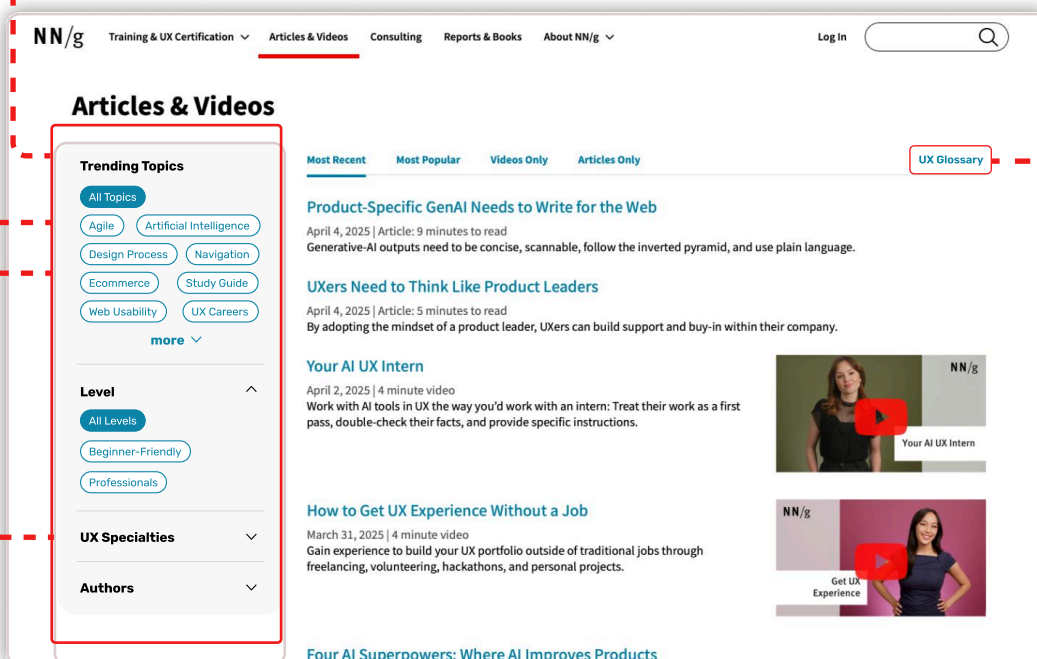 NN/g
Training & UX Certification
Articles & Videos
Consulting
Reports & Books
About NN/g
Log In
Articles & Videos
Trending Topics
All Topics
Agile
Artificial Intelligence
Design Process
Navigation
Ecommerce
Study Guide
Web Usability
UX Careers
more
Level
All Levels
Beginner-Friendly
Professionals
UX Specialties
Authors
Most Recent
Most Popular
Videos Only
Articles Only
UX Glossary
Product-Specific GenAI Needs to Write for the Web
April 4, 2025 | Article: 9 minutes to read
Generative-AI outputs need to be concise, scannable, follow the inverted pyramid, and use plain language.
UXers Need to Think Like Product Leaders
April 4, 2025 | Article: 5 minutes to read
By adopting the mindset of a product leader, UXers can build support and buy-in within their company.
Your AI UX Intern
April 2, 2025 | 4 minute video
Work with AI tools in UX the way you'd work with an intern: Treat their work as a first
pass, double-check their facts, and provide specific instructions.
NN/g
Your AI UX Intern
How to Get UX Experience Without a Job
March 31, 2025 | 4 minute video
Gain experience to build your UX portfolio outside of traditional jobs through
freelancing, volunteering, hackathons, and personal projects.
NN/g
Get UX
Experience
Four AI Superpowers: Where AI Improves Products